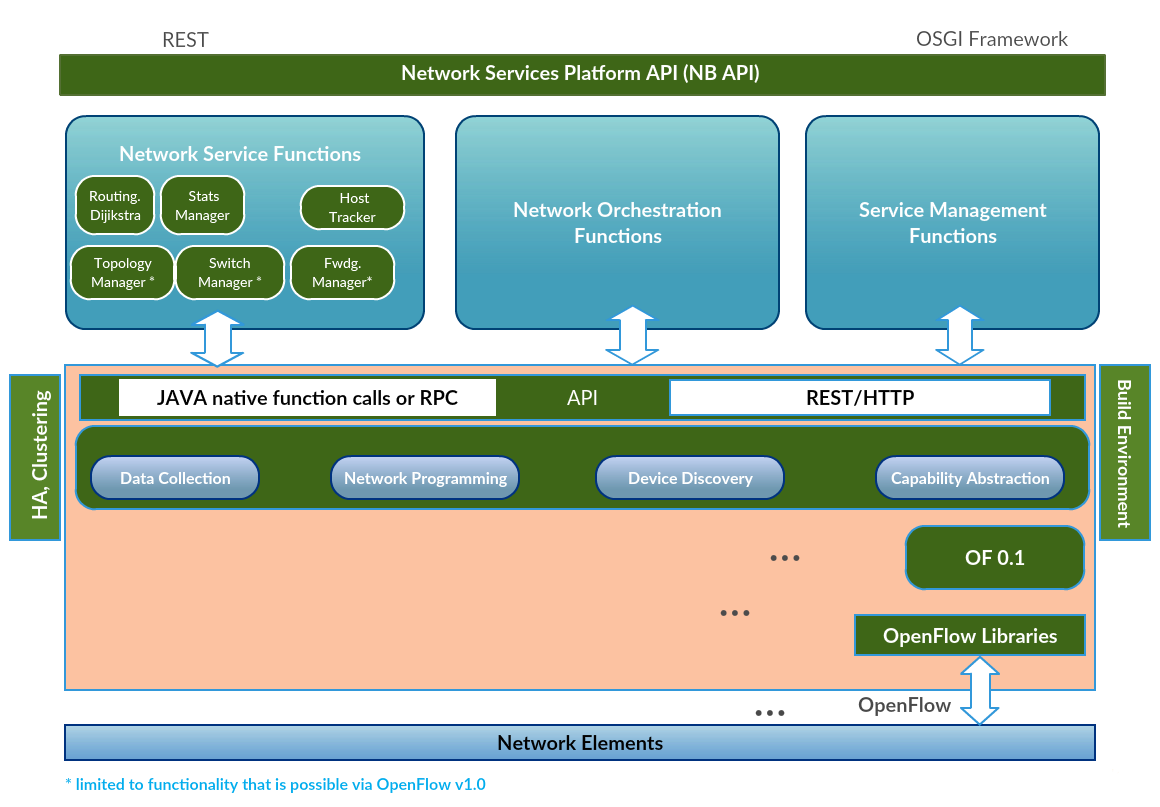 REST
OSGI Framework
Network Services Platform API (NB API)
Network Service Functions
Routing.
Dijikstra
Stats
Manager
Host
Tracker
Topology
Manager *
Switch
Manager *
Fwdg.
Manager*
Network Orchestration
Functions
Service Management
Functions
HA, Clustering
JAVA native function calls or RPC
API
REST/HTTP
Build Environment
Data Collection
Network Programming
Device Discovery
Capability Abstraction
...
OF 0.1
...
OpenFlow Libraries
...
OpenFlow
Network Elements
* limited to functionality that is possible via OpenFlow v1.0